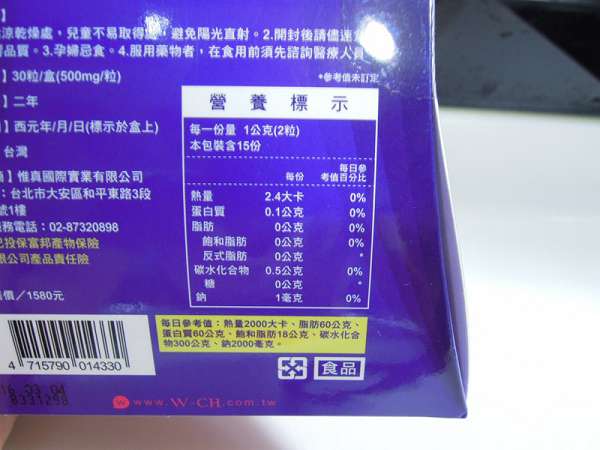 涼乾燥處，兒童不易取得處，避免陽光直射。2.開封後請儘速
品質。3.孕婦忌食。4.服用藥物者，在食用前須先諮詢醫療人員
】30粒/盒(500mg/粒)
*參考值未訂定
】二年
】西元年/月/日(標示於盒上)
台灣
】惟真國際實業有限公司
：台北市大安區和平東路3段
號1樓
務電話：02-87320898
已投保富邦產物保險
限公司產品責任險
價／1580元
營養標示
每一份量 1公克(2粒)
本包裝含15份
每份 每日參考值百分比
熱量 2.4大卡 0%
蛋白質 0.1公克 0%
脂肪 0公克 0%
飽和脂肪 0公克 0%
反式脂肪 0公克 *
碳水化合物 0.5公克 0%
糖 0公克 *
鈉 1毫克 0%
每日參考值：熱量2000大卡、脂肪60公克、
蛋白質60公克、飽和脂肪18公克、碳水化合
物300公克、鈉2000毫克。
4 715790 014330
食品
w www.W-CH.com.tw